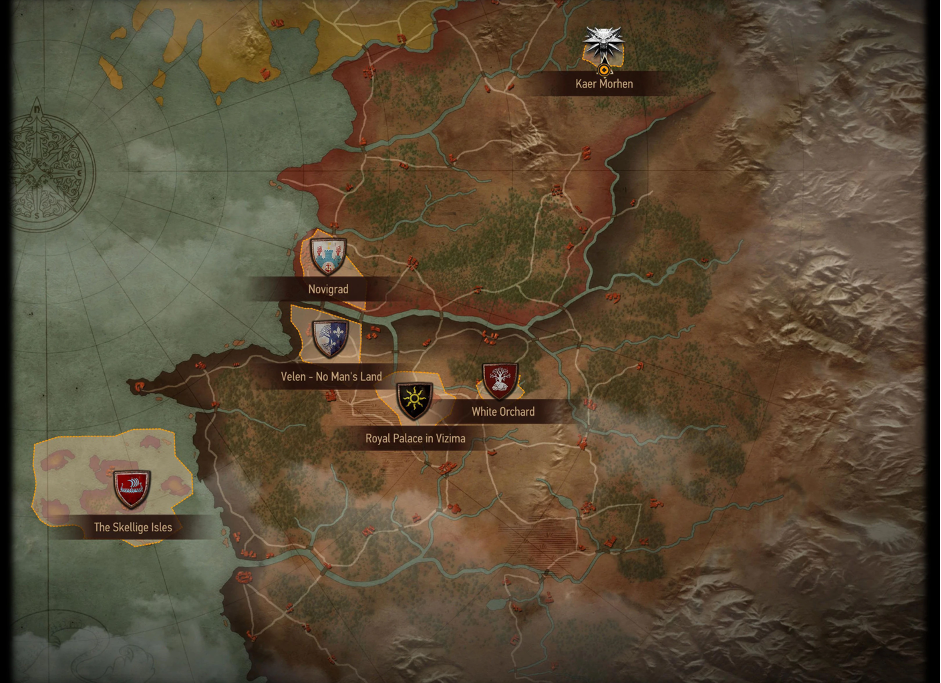 Kaer Morhen
Novigrad
Velen - No Man's Land
White Orchard
Royal Palace in Vizima
The Skellige Isles